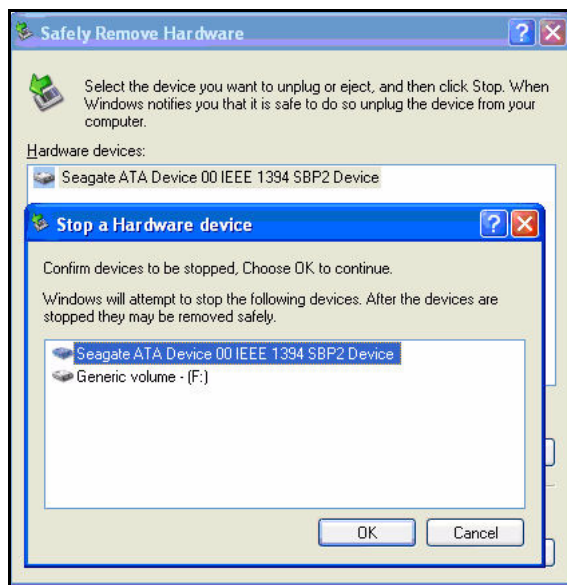 Safely Remove Hardware
Select the device you want to unplug or eject, and then click Stop. When
Windows notifies you that it is safe to do so unplug the device from your
computer.
Hardware devices:
Seagate ATA Device 00 IEEE 1394 SBP2 Device
Stop a Hardware device
Confirm devices to be stopped, Choose OK to continue.
Windows will attempt to stop the following devices. After the devices are
stopped they may be removed safely.
Seagate ATA Device 00 IEEE 1394 SBP2 Device
Generic volume - (F:)
OK Cancel